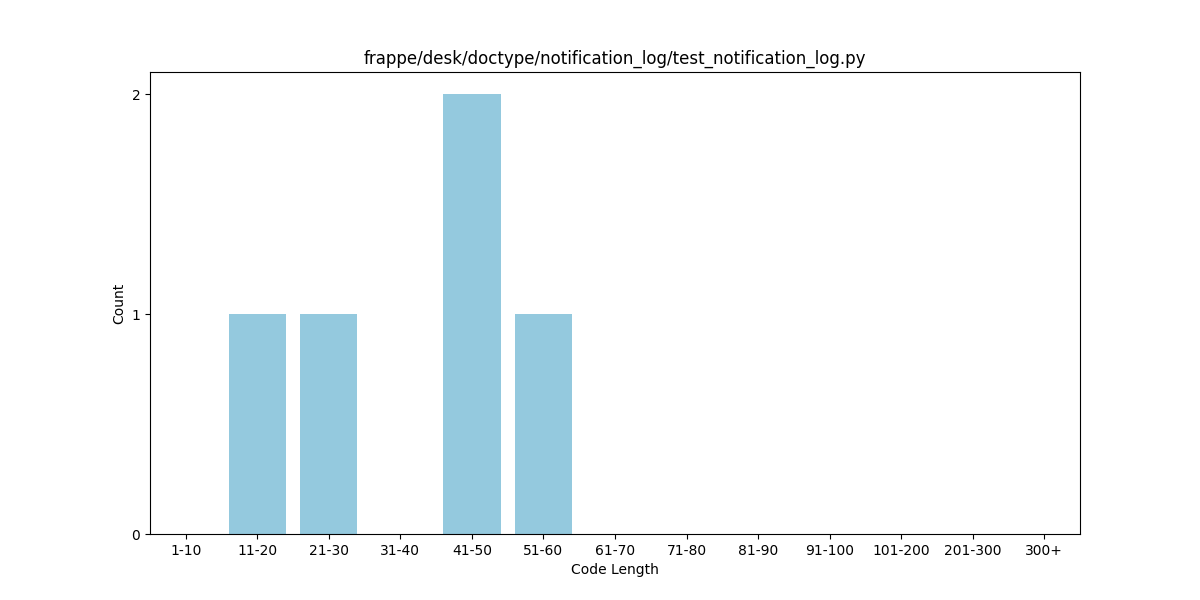 frappe/desk/doctype/notification_log/test_notification_log.py
Count
2
1
0
1-10 11-20 21-30 31-40 41-50 51-60 61-70 71-80 81-90 91-100 101-200 201-300 300+
Code Length